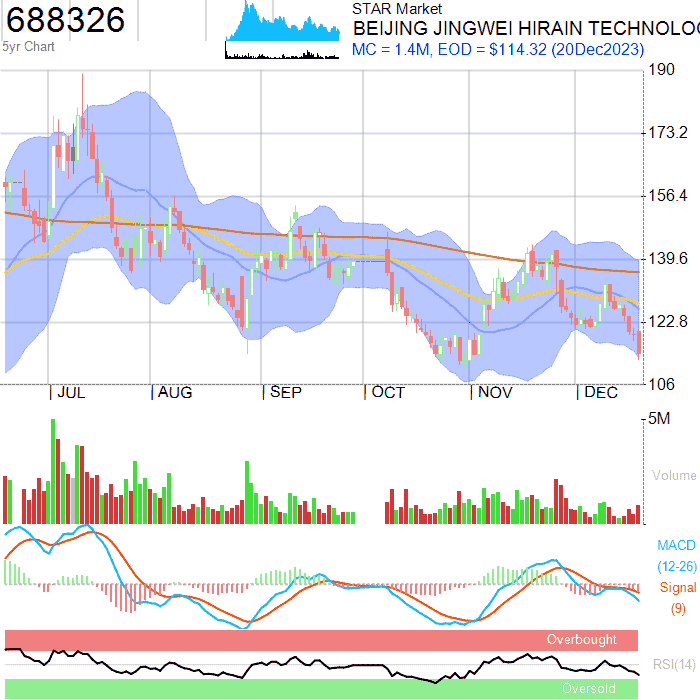 688326
5yr Chart
STAR Market
BEIJING JINGWEI HIRAIN TECHNOLO
MC = 1.4M, EOD = $114.32 (20Dec2023)
190
173.2
156.4
139.6
122.8
106
JUL AUG SEP OCT NOV DEC
5M
Volume
MACD
(12-26)
Signal
(9)
Overbought
RSI(14)
Oversold